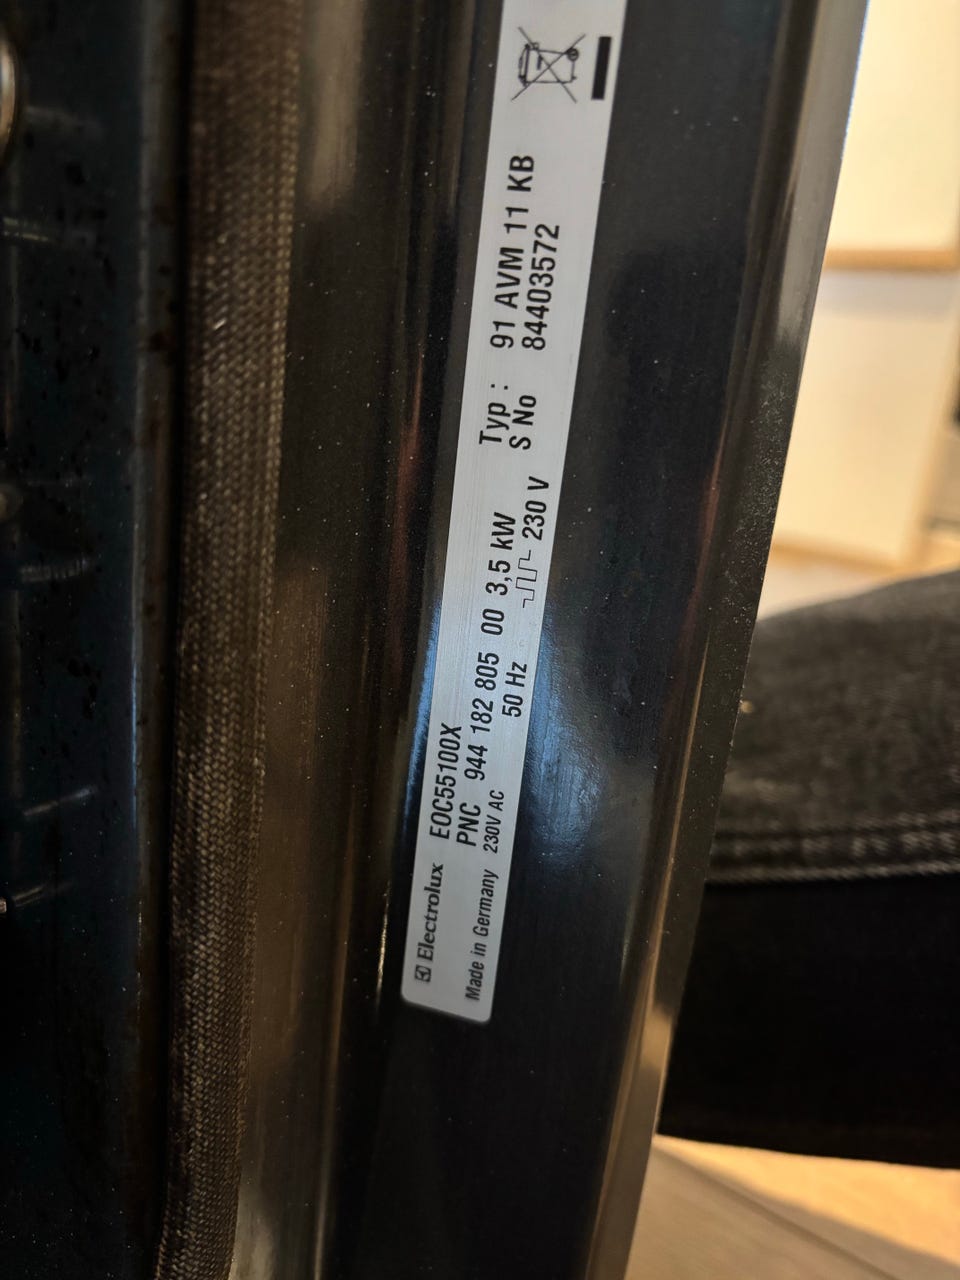 Electrolux EOC55100X
PNC 944 182 805 00 3,5 kW Typ : 91 AVM 11 KB
Made in Germany 230V AC 50 Hz 230 V S No 84403572